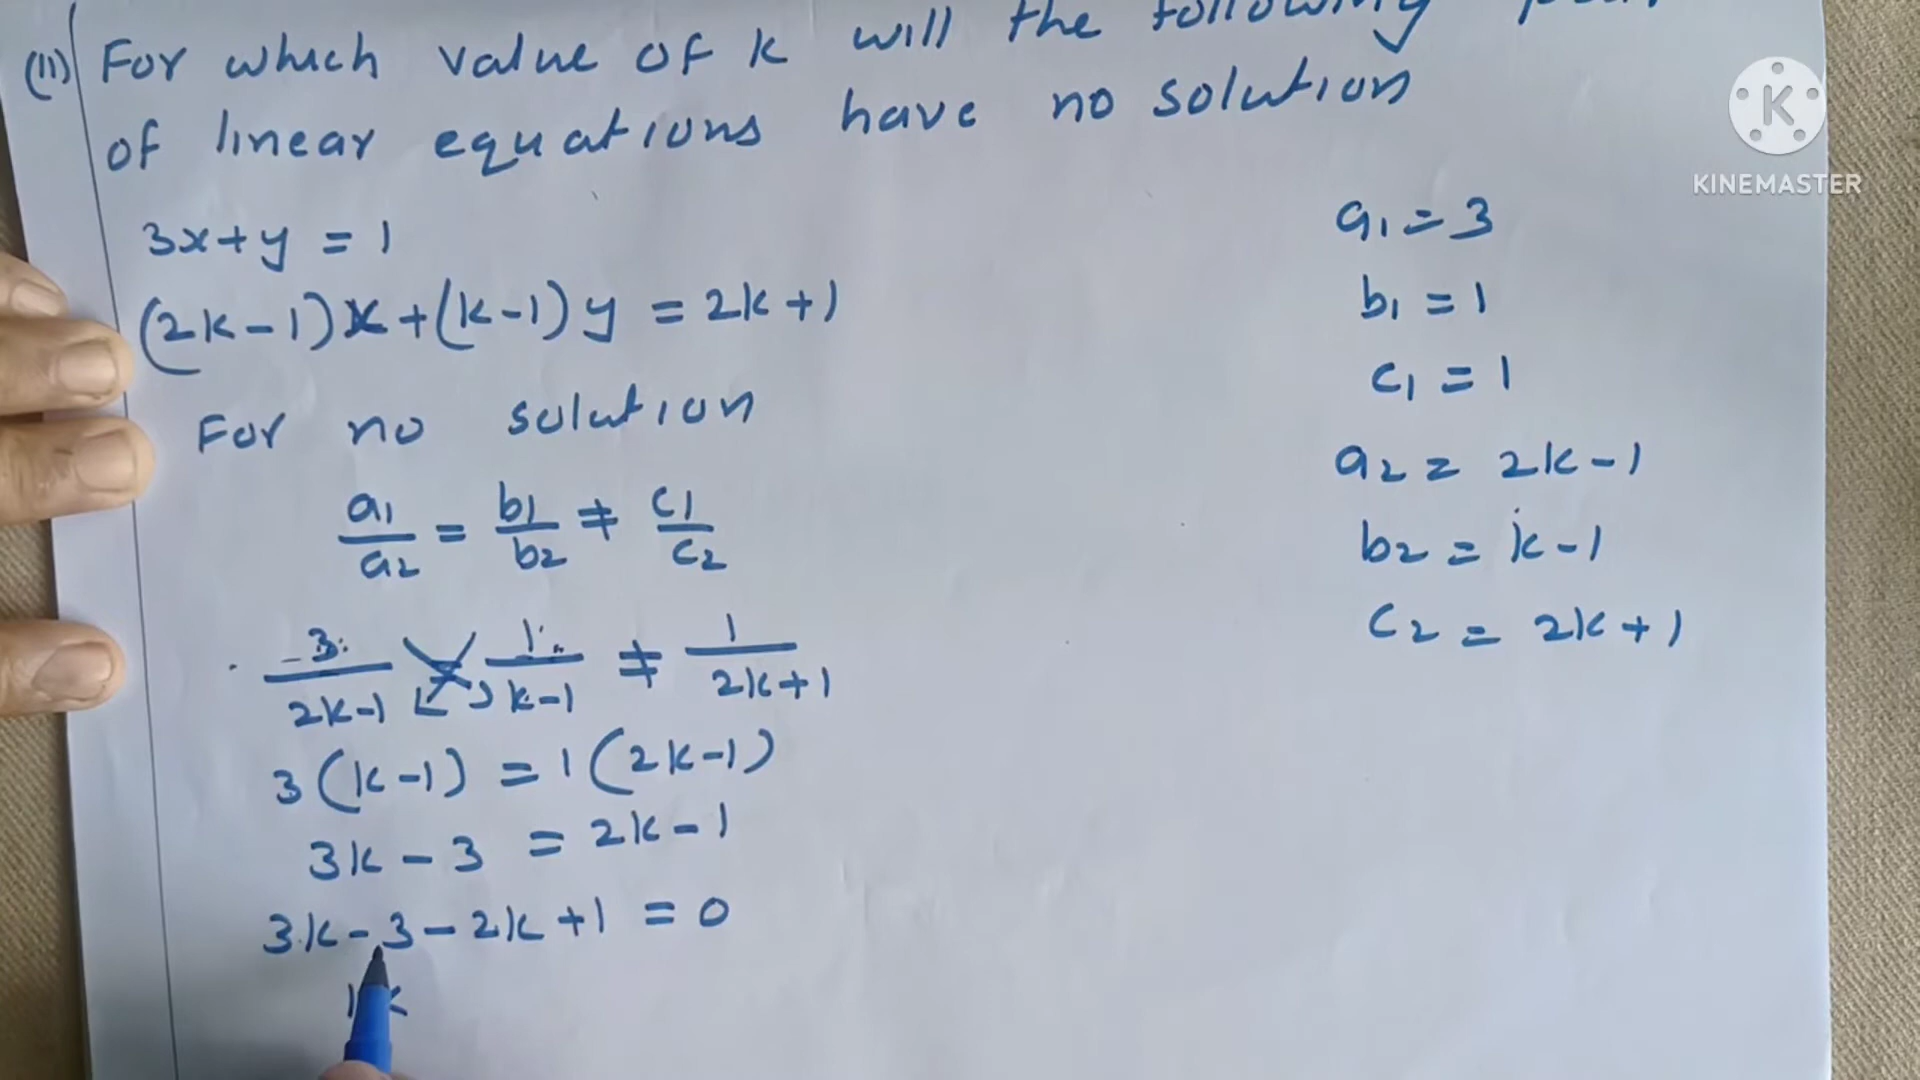 (11) For which value of k will the following
of linear equations have no solution
3x+y = 1
(2k-1)x+(k-1)y = 2k+1
For no solution
a1/a2 = b1/b2 ≠ c1/c2
3/2k-1 = 1/k-1 ≠ 1/2k+1
3(k-1) = 1(2k-1)
3k - 3 = 2k-1
3k-3-2k+1 = 0
a1 = 3
b1 = 1
c1 = 1
a2 = 2k-1
b2 = k-1
c2 = 2k+1
K
KINEMASTER